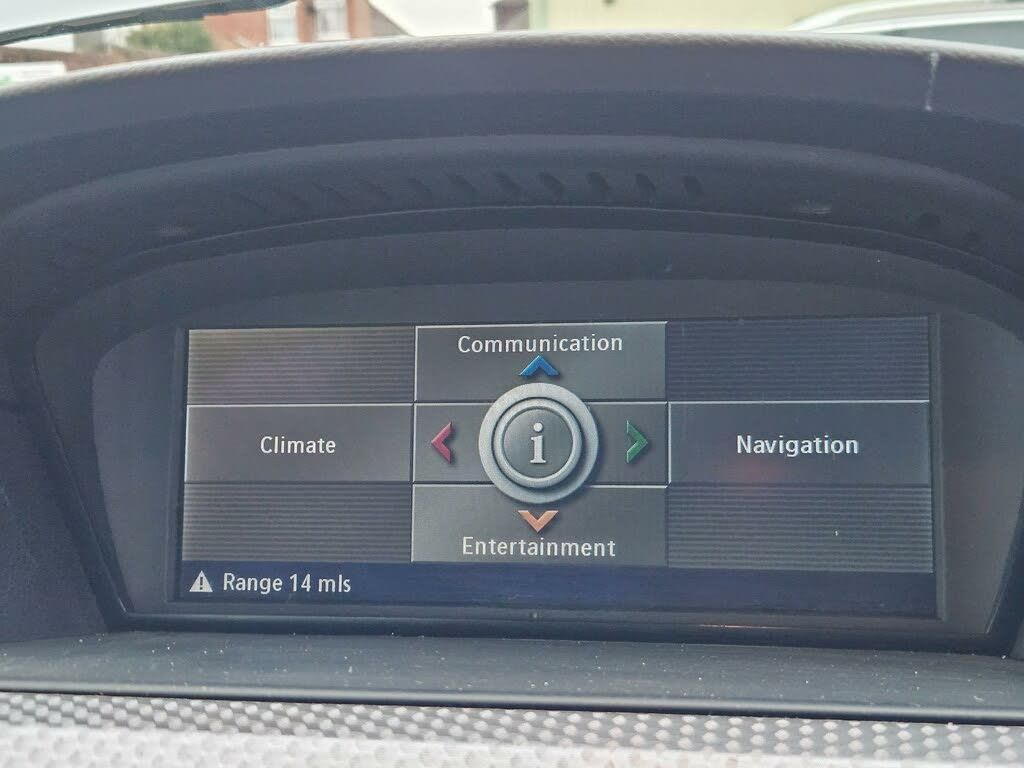 Communication
Climate
i
Navigation
Entertainment
Range 14 mls